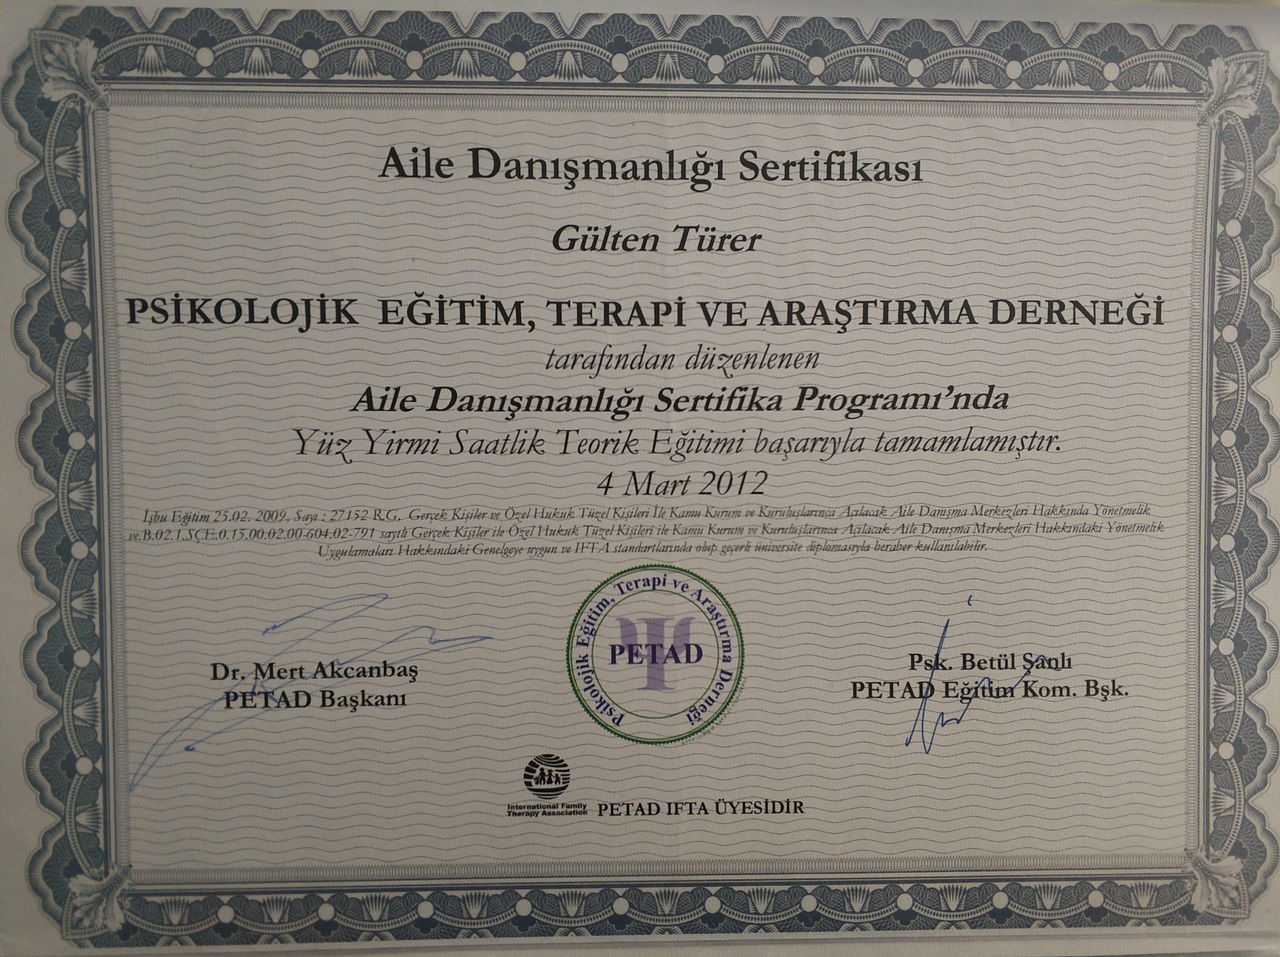 Aile Danışmanlığı Sertifikası
Gülten Türer
PSİKOLOJİK EĞİTİM, TERAPİ VE ARAŞTIRMA DERNEĞİ
tarafından düzenlenen
Aile Danışmanlığı Sertifika Programı'nda
Yüz Yirmi Saatlik Teorik Eğitimi başarıyla tamamlamıştır.
4 Mart 2012
İşbu Eğitim 25.02. 2009, Sayı : 27152 R.G, Gerçek Kişiler ve Özel Hukuk Tüzel Kişileri İle Kamu Kurum ve Kuruluşlarınca Açılacak Aile Danışma Merkezleri Hakkında Yönetmelik
ve.B.02.1.SÇE.0.15.00.02.00-604.02-791 sayılı Gerçek Kişiler ile Özel Hukuk Tüzel Kişileri ile Kamu Kurum ve Kuruluşlarınca Açılacak Aile Danışma Merkezleri Hakkındaki Yönetmelik
Uygulamaları Hakkındaki Genelgeye uygun ve IFTA standartlarında olup geçerli üniversite diplomasıyla beraber kullanılabilir.
Psikolojik Eğitim, Terapi ve Araştırma Derneği
PETAD
Dr. Mert Akcanbaş
PETAD Başkanı
Psk. Betül Şanlı
PETAD Eğitim Kom. Bşk.
International Family
Therapy Association
PETAD IFTA ÜYESİDİR